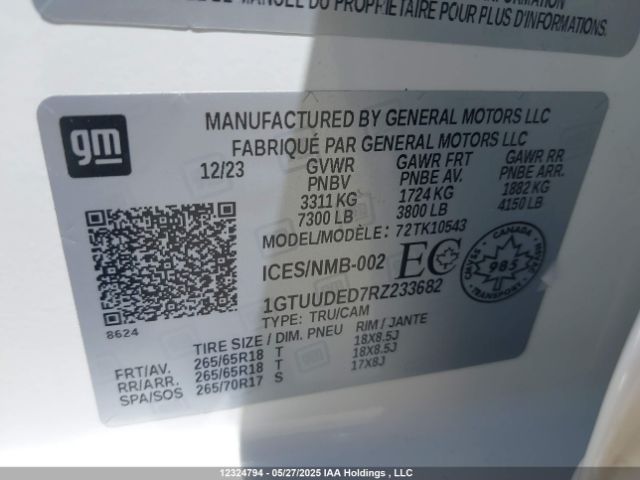 INFORMATION
MANUEL DU PROPRIÉTAIRE POUR PLUS D'INFORMATIONS.
gm
MANUFACTURED BY GENERAL MOTORS LLC
FABRIQUÉ PAR GENERAL MOTORS LLC
12/23 GVWR GAWR FRT GAWR RR
PNBV PNBE AV. PNBE ARR.
3311 KG 1724 KG 1882 KG
7300 LB 3800 LB 4150 LB
MODEL/MODÈLE: 72TK10543
ICES/NMB-002 EC
CANADA
985
TRANSPORT
1GTUUDED7RZ233682
TYPE: TRU/CAM
8624
TIRE SIZE / DIM. PNEU RIM / JANTE
FRT/AV. 265/65R18 T 18X8.5J
RR/ARR. 265/65R18 T 18X8.5J
SPA/SOS 265/70R17 S 17X8J
12324794 - 05/27/2025 IAA Holdings , LLC